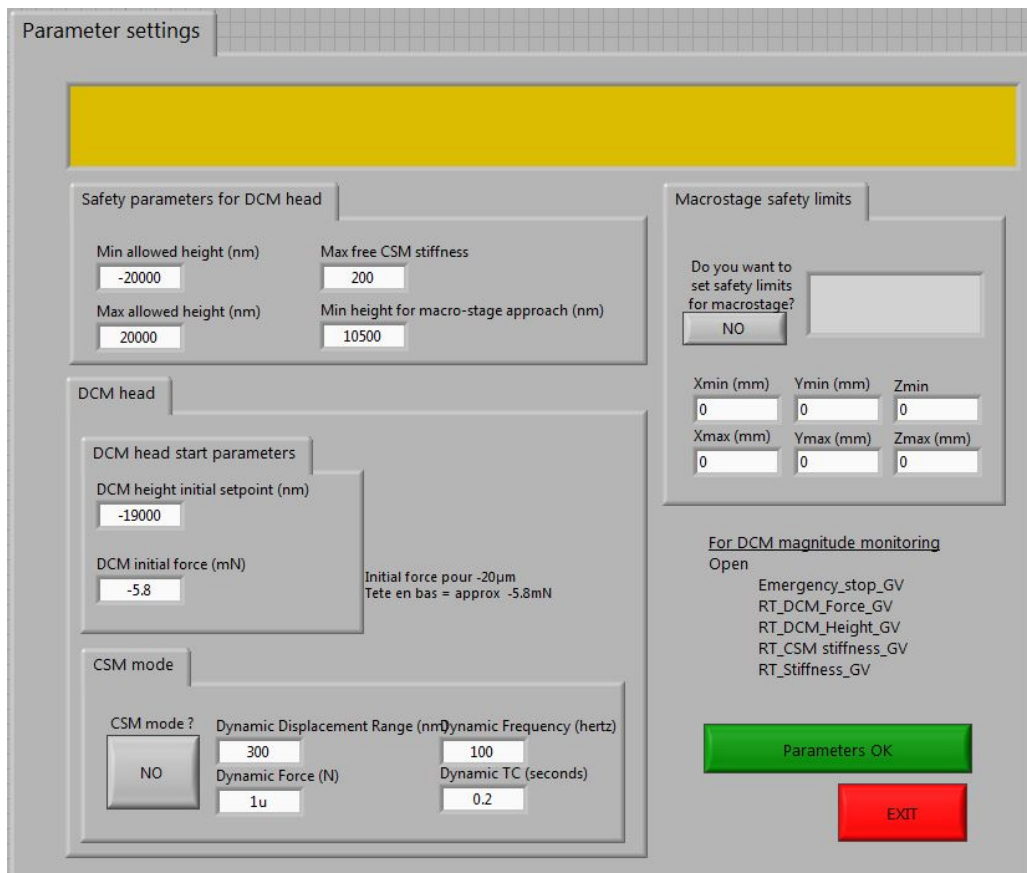 Parameter settings
Safety parameters for DCM head
Min allowed height (nm)
-20000
Max free CSM stiffness
200
Max allowed height (nm)
20000
Min height for macro-stage approach (nm)
10500
Macrostage safety limits
Do you want to
set safety limits
for macrostage?
NO
Xmin (mm) Ymin (mm) Zmin
0 0 0
Xmax (mm) Ymax (mm) Zmax (mm)
0 0 0
DCM head
DCM head start parameters
DCM height initial setpoint (nm)
-19000
DCM initial force (mN)
-5.8
Initial force pour -20µm
Tete en bas = approx -5.8mN
CSM mode
CSM mode ?
NO
Dynamic Displacement Range (nm)
300
Dynamic Frequency (hertz)
100
Dynamic Force (N)
1u
Dynamic TC (seconds)
0.2
For DCM magnitude monitoring
Open
Emergency_stop_GV
RT_DCM_Force_GV
RT_DCM_Height_GV
RT_CSM stiffness_GV
RT_Stiffness_GV
Parameters OK
EXIT